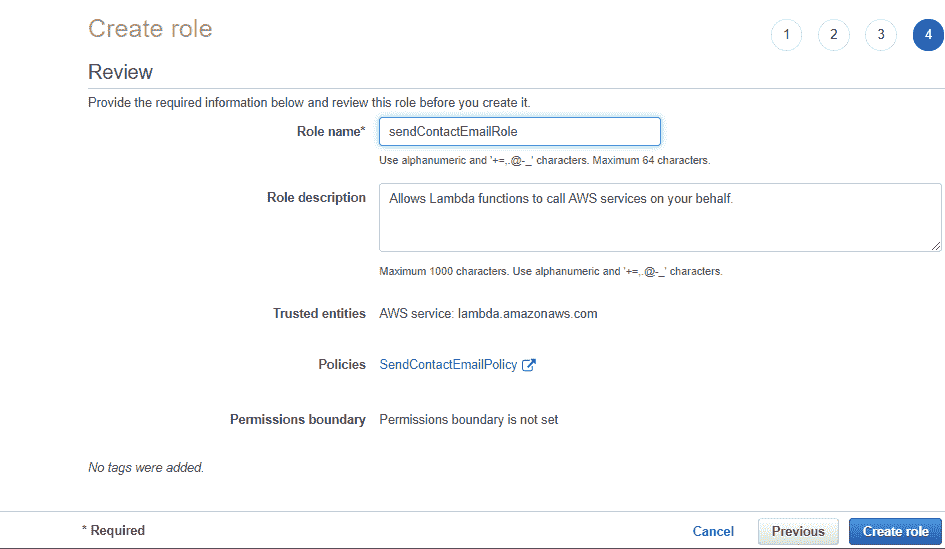 Create role
1 2 3 4
Review
Provide the required information below and review this role before you create it.
Role name* sendContactEmailRole
Use alphanumeric and '+=,.@-_' characters. Maximum 64 characters.
Role description Allows Lambda functions to call AWS services on your behalf.
Maximum 1000 characters. Use alphanumeric and '+=,.@-_' characters.
Trusted entities AWS service: lambda.amazonaws.com
Policies SendContactEmailPolicy
Permissions boundary Permissions boundary is not set
No tags were added.
* Required Cancel Previous Create role